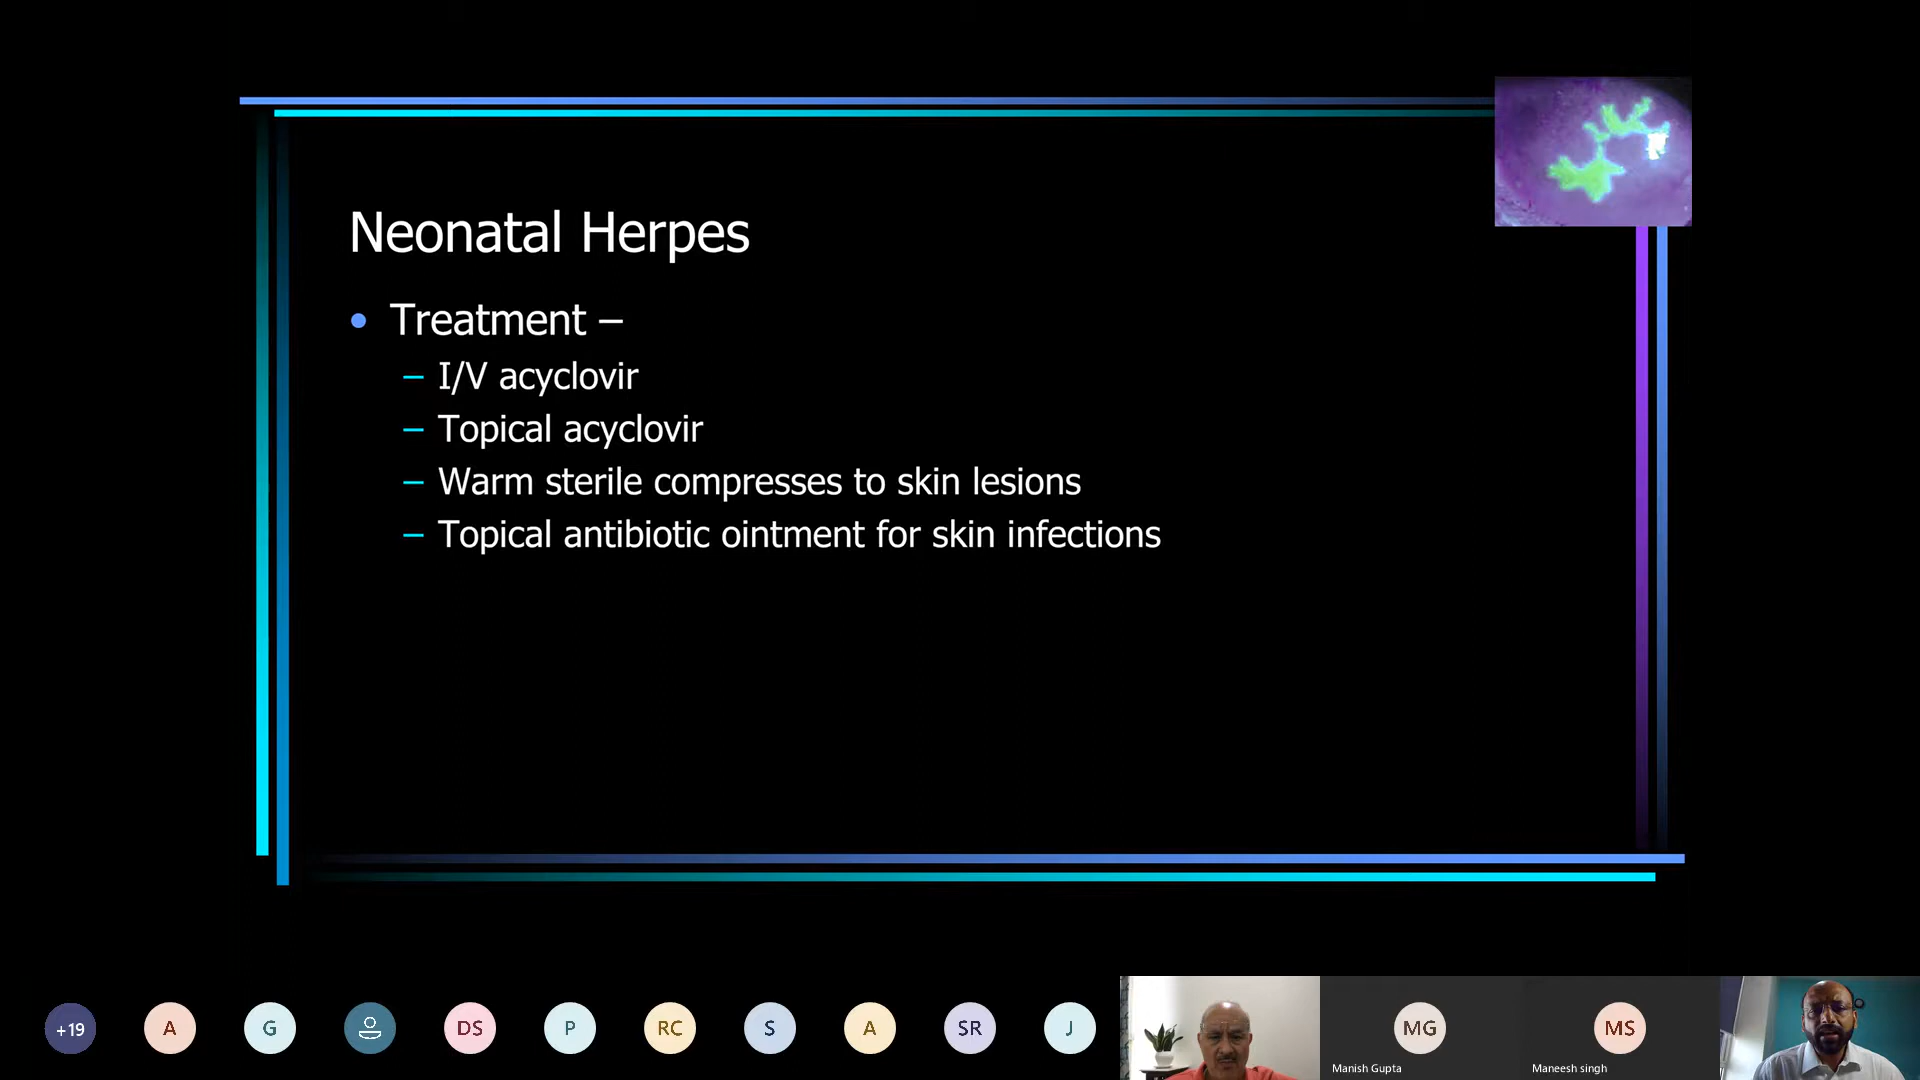 Neonatal Herpes
• Treatment –
– I/V acyclovir
– Topical acyclovir
– Warm sterile compresses to skin lesions
– Topical antibiotic ointment for skin infections
+19
A
G
DS
P
RC
S
A
SR
J
MG
Manish Gupta
MS
Maneesh singh